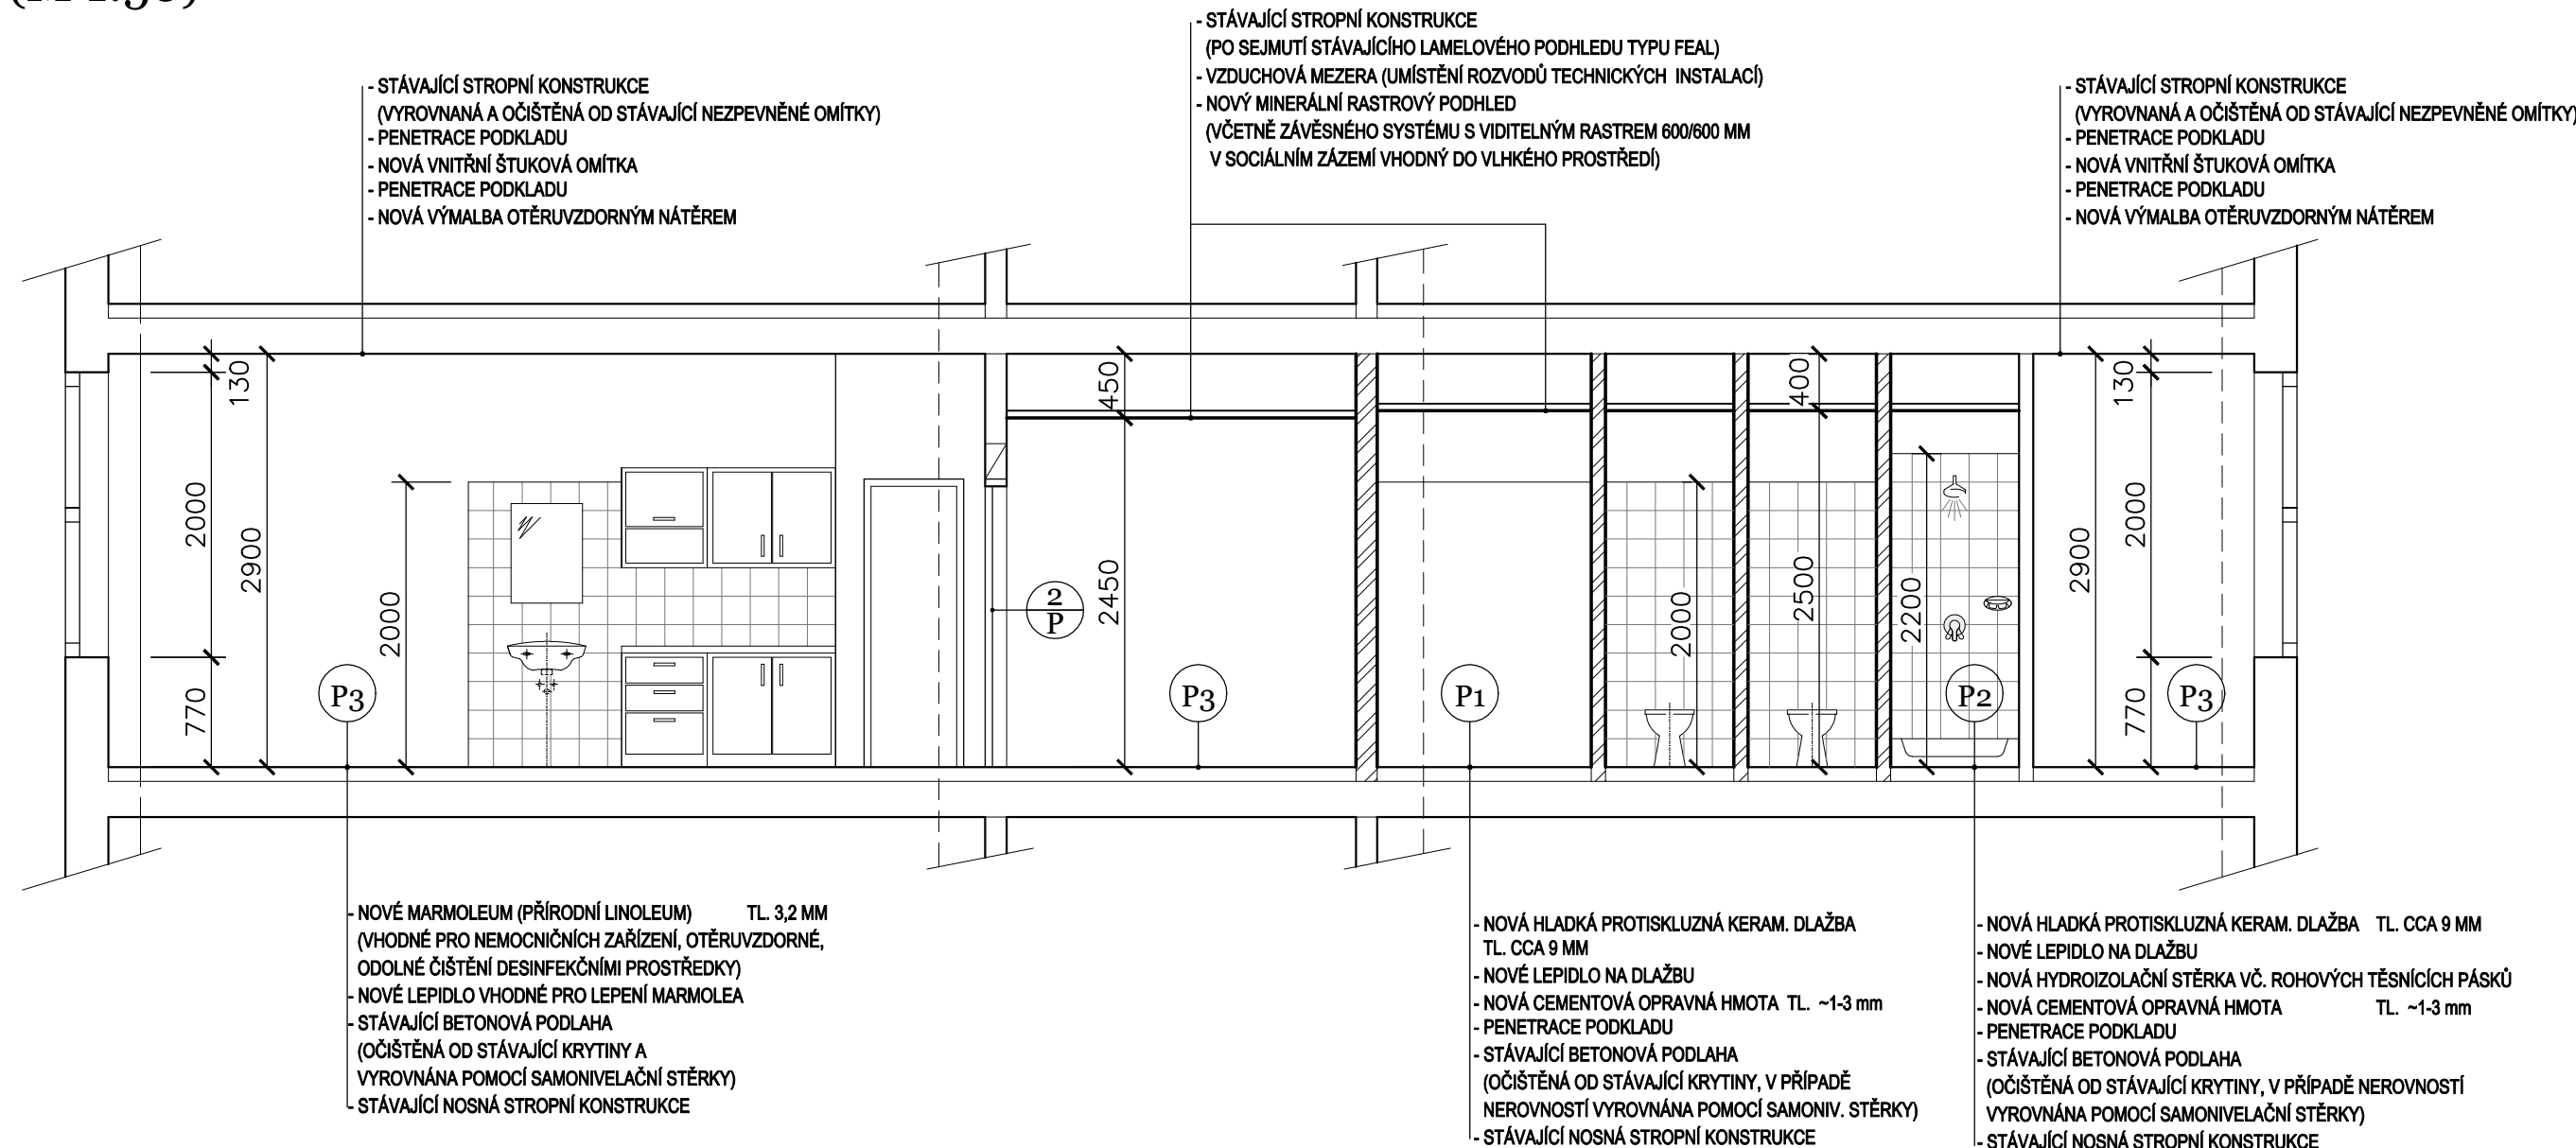 - STÁVAJÍCÍ STROPNÍ KONSTRUKCE
(PO SEJMUTÍ STÁVAJÍCÍHO LAMELOVÉHO PODHLEDU TYPU FEAL)
- VZDUCHOVÁ MEZERA (UMÍSTĚNÍ ROZVODŮ TECHNICKÝCH INSTALACÍ)
- NOVÝ MINERÁLNÍ RASTROVÝ PODHLED
(VČETNĚ ZÁVĚSNÉHO SYSTÉMU S VIDITELNÝM RASTREM 600/600 MM
V SOCIÁLNÍM ZÁZEMÍ VHODNÝ DO VLHKÉHO PROSTŘEDÍ)
- STÁVAJÍCÍ STROPNÍ KONSTRUKCE
(VYROVNANÁ A OČIŠTĚNÁ OD STÁVAJÍCÍ NEZPEVNĚNÉ OMÍTKY)
- PENETRACE PODKLADU
- NOVÁ VNITŘNÍ ŠTUKOVÁ OMÍTKA
- PENETRACE PODKLADU
- NOVÁ VÝMALBA OTĚRUVZDORNÝM NÁTĚREM
- STÁVAJÍCÍ STROPNÍ KONSTRUKCE
(VYROVNANÁ A OČIŠTĚNÁ OD STÁVAJÍCÍ NEZPEVNĚNÉ OMÍTKY)
- PENETRACE PODKLADU
- NOVÁ VNITŘNÍ ŠTUKOVÁ OMÍTKA
- PENETRACE PODKLADU
- NOVÁ VÝMALBA OTĚRUVZDORNÝM NÁTĚREM
130
2000
770
2900
2000
P3
2
P
450
2450
P3
P1
2000
400
2500
2200
P2
2900
130
2000
770
P3
- NOVÉ MARMOLEUM (PŘÍRODNÍ LINOLEUM) TL. 3,2 MM
(VHODNÉ PRO NEMOCNIČNÍCH ZAŘÍZENÍ, OTĚRUVZDORNÉ,
ODOLNÉ ČIŠTĚNÍ DESINFEKČNÍMI PROSTŘEDKY)
- NOVÉ LEPIDLO VHODNÉ PRO LEPENÍ MARMOLEA
- STÁVAJÍCÍ BETONOVÁ PODLAHA
(OČIŠTĚNÁ OD STÁVAJÍCÍ KRYTINY A
VYROVNÁNA POMOCÍ SAMONIVELAČNÍ STĚRKY)
- STÁVAJÍCÍ NOSNÁ STROPNÍ KONSTRUKCE
- NOVÁ HLADKÁ PROTISKLUZNÁ KERAM. DLAŽBA
TL. CCA 9 MM
- NOVÉ LEPIDLO NA DLAŽBU
- NOVÁ CEMENTOVÁ OPRAVNÁ HMOTA TL. ~1-3 mm
- PENETRACE PODKLADU
- STÁVAJÍCÍ BETONOVÁ PODLAHA
(OČIŠTĚNÁ OD STÁVAJÍCÍ KRYTINY, V PŘÍPADĚ
NEROVNOSTÍ VYROVNÁNA POMOCÍ SAMONIV. STĚRKY)
- STÁVAJÍCÍ NOSNÁ STROPNÍ KONSTRUKCE
- NOVÁ HLADKÁ PROTISKLUZNÁ KERAM. DLAŽBA TL. CCA 9 MM
- NOVÉ LEPIDLO NA DLAŽBU
- NOVÁ HYDROIZOLAČNÍ STĚRKA VČ. ROHOVÝCH TĚSNÍCÍCH PÁSKŮ
- NOVÁ CEMENTOVÁ OPRAVNÁ HMOTA TL. ~1-3 mm
- PENETRACE PODKLADU
- STÁVAJÍCÍ BETONOVÁ PODLAHA
(OČIŠTĚNÁ OD STÁVAJÍCÍ KRYTINY, V PŘÍPADĚ NEROVNOSTÍ
VYROVNÁNA POMOCÍ SAMONIVELAČNÍ STĚRKY)
- STÁVAJÍCÍ NOSNÁ STROPNÍ KONSTRUKCE